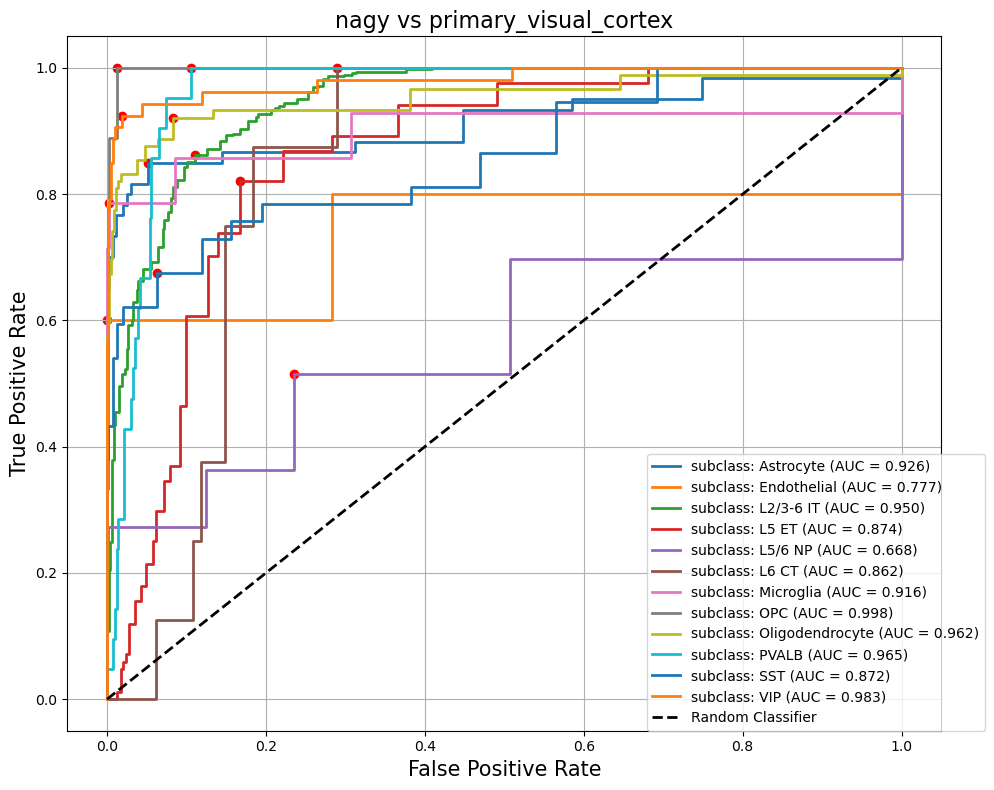 nagy vs primary_visual_cortex
True Positive Rate
1.0
0.8
0.6
0.4
0.2
0.0
0.0 0.2 0.4 0.6 0.8 1.0
False Positive Rate
subclass: Astrocyte (AUC = 0.926)
subclass: Endothelial (AUC = 0.777)
subclass: L2/3-6 IT (AUC = 0.950)
subclass: L5 ET (AUC = 0.874)
subclass: L5/6 NP (AUC = 0.668)
subclass: L6 CT (AUC = 0.862)
subclass: Microglia (AUC = 0.916)
subclass: OPC (AUC = 0.998)
subclass: Oligodendrocyte (AUC = 0.962)
subclass: PVALB (AUC = 0.965)
subclass: SST (AUC = 0.872)
subclass: VIP (AUC = 0.983)
Random Classifier